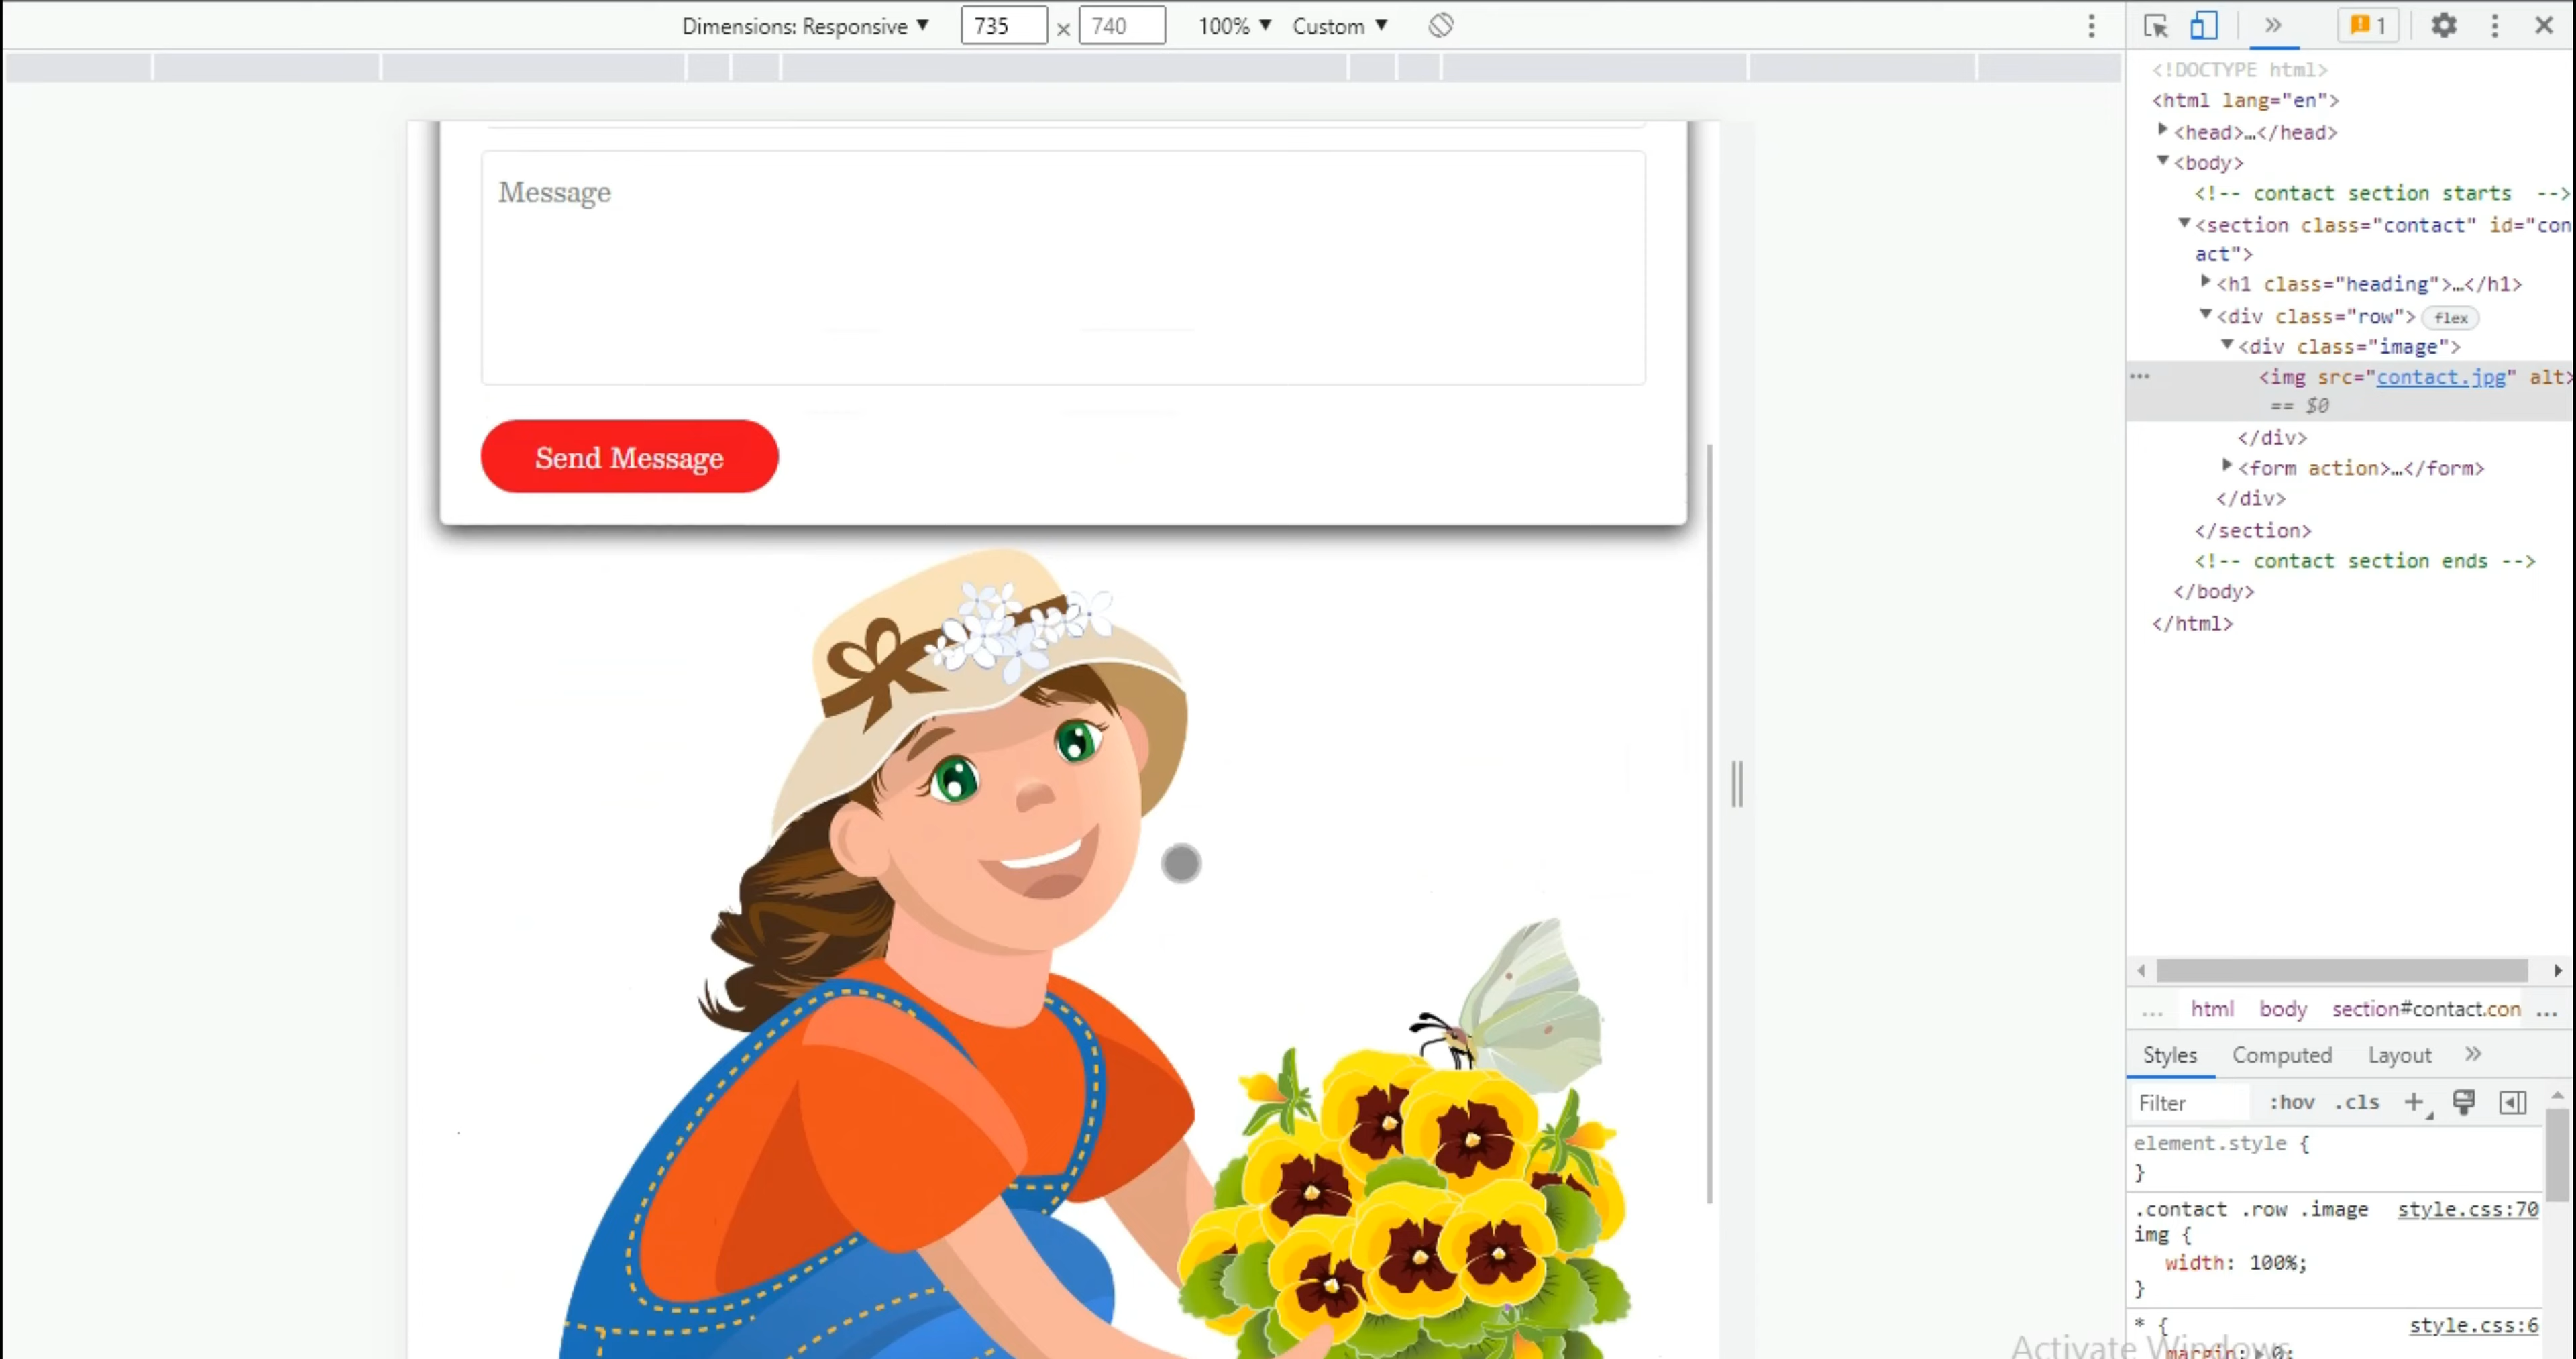 Dimensions: Responsive ▼ 735 × 740 100% ▼ Custom ▼
1
<!DOCTYPE html>
<html lang="en">
▶<head>…</head>
▼<body>
<!-- contact section starts  -->
▼<section class="contact" id="con
act">
▶<h1 class="heading">…</h1>
▼<div class="row"> flex
▼<div class="image">
<img src="contact.jpg" alt>
== $0
</div>
▶<form action>…</form>
</div>
</section>
<!-- contact section ends -->
</body>
</html>
Message
Send Message
… html body section#contact.con …
Styles Computed Layout
Filter :hov .cls
element.style {
}
.contact .row .image style.css:70
img {
width: 100%;
}
* { style.css:6
margin: ▶ 0;
Activate Windows